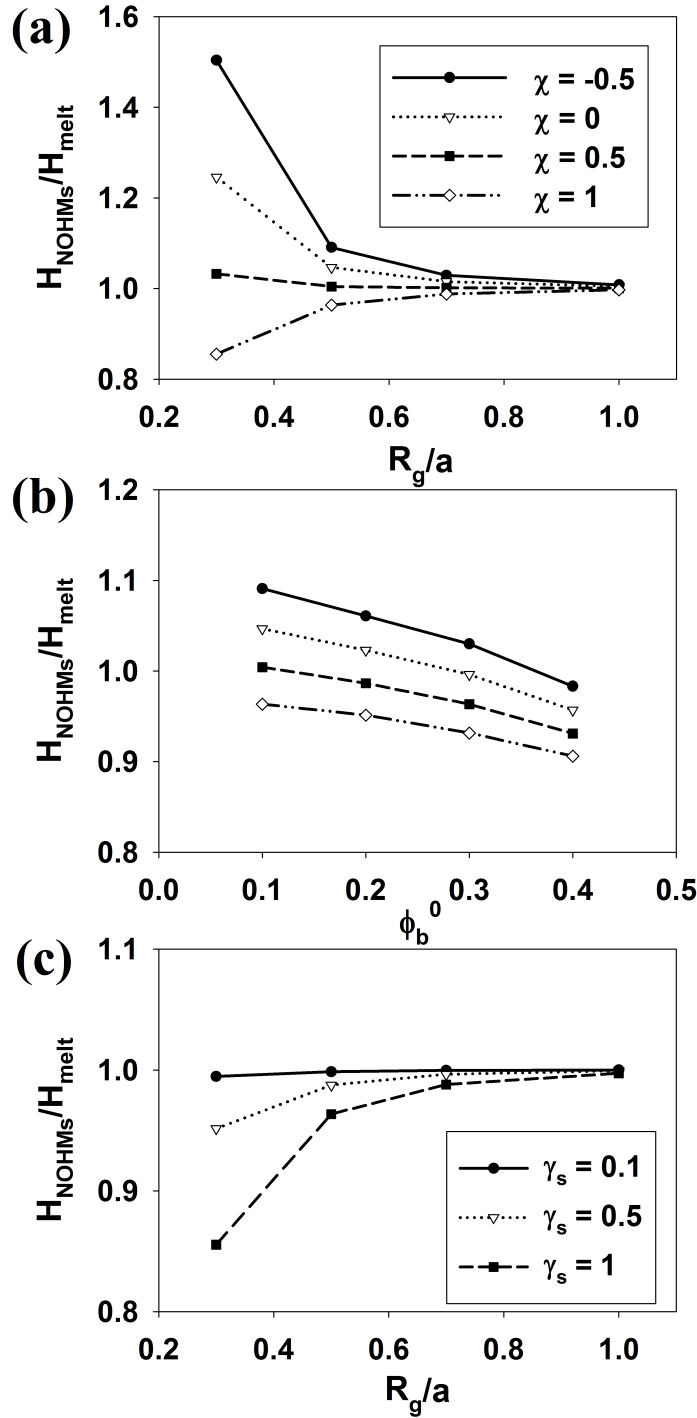 (a)
1.6
1.4
1.2
1.0
0.8
H_NOHMs/H_melt
χ = -0.5
χ = 0
χ = 0.5
χ = 1
0.2 0.4 0.6 0.8 1.0
R_g/a
(b)
1.2
1.1
1.0
0.9
0.8
H_NOHMs/H_melt
0.0 0.1 0.2 0.3 0.4 0.5
ϕ_b^0
(c)
1.1
1.0
0.9
0.8
H_NOHMs/H_melt
γ_s = 0.1
γ_s = 0.5
γ_s = 1
0.2 0.4 0.6 0.8 1.0
R_g/a